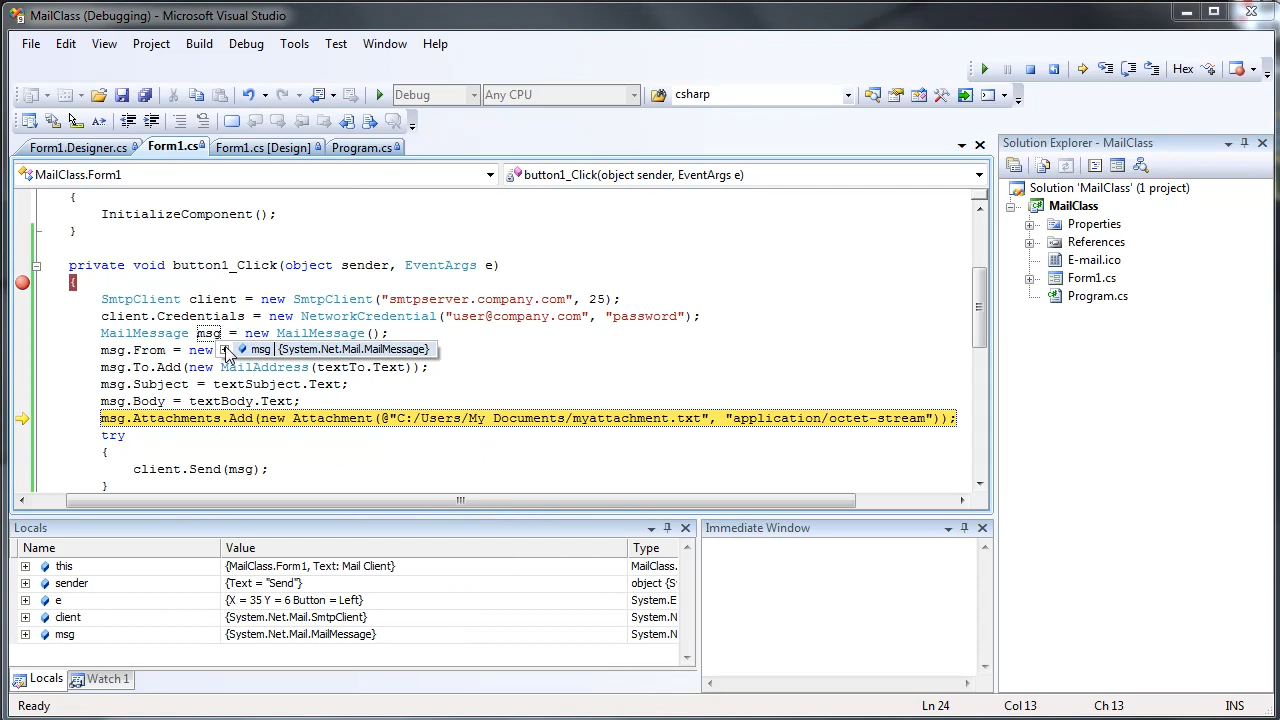 MailClass (Debugging) - Microsoft Visual Studio
File Edit View Project Build Debug Tools Test Window Help
Hex
Debug Any CPU csharp
Form1.Designer.cs Form1.cs Form1.cs [Design] Program.cs
MailClass.Form1 button1_Click(object sender, EventArgs e)
{
InitializeComponent();
}
private void button1_Click(object sender, EventArgs e)
{
SmtpClient client = new SmtpClient("smtpserver.company.com", 25);
client.Credentials = new NetworkCredential("user@company.com", "password");
MailMessage msg = new MailMessage();
msg.From = new
msg {System.Net.Mail.MailMessage}
msg.To.Add(new MailAddress(textTo.Text));
msg.Subject = textSubject.Text;
msg.Body = textBody.Text;
msg.Attachments.Add(new Attachment(@"C:/Users/My Documents/myattachment.txt", "application/octet-stream"));
try
{
client.Send(msg);
}
Solution Explorer - MailClass
Solution 'MailClass' (1 project)
MailClass
Properties
References
E-mail.ico
Form1.cs
Program.cs
Locals
Name Value Type
this {MailClass.Form1, Text: Mail Client} MailClass.
sender {Text = "Send"} object {S
e {X = 35 Y = 6 Button = Left} System.E
client {System.Net.Mail.SmtpClient} System.N
msg {System.Net.Mail.MailMessage} System.N
Locals Watch 1
Immediate Window
Ready Ln 24 Col 13 Ch 13 INS